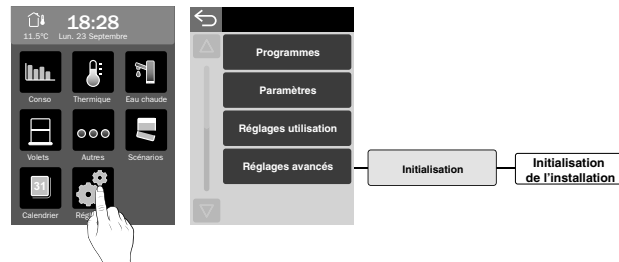 18:28
11.5°C Lun. 23 Septembre
Conso Thermique Eau chaude
Volets Autres Scénarios
31
Calendrier
Programmes
Paramètres
Réglages utilisation
Réglages avancés
Initialisation
Initialisation
de l'installation